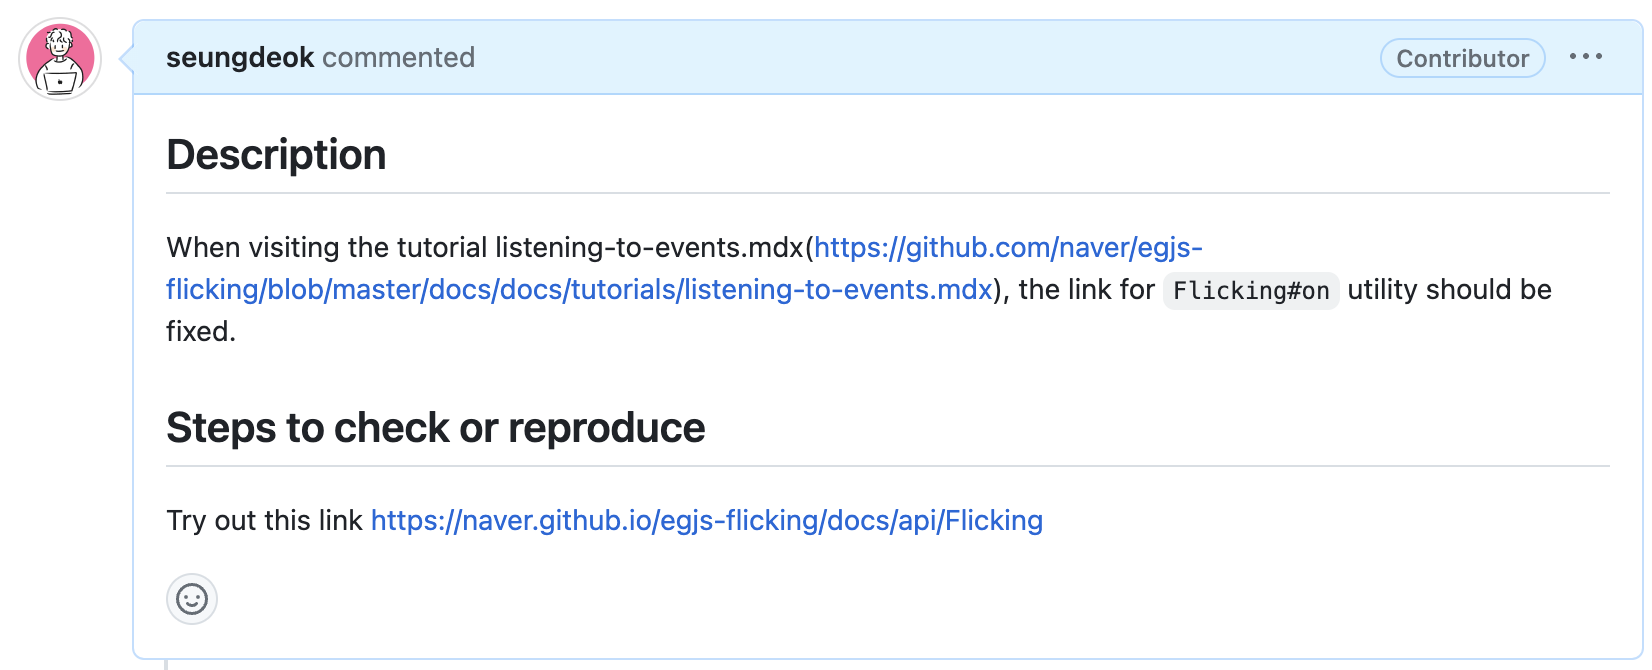 seungdeok commented
Contributor
Description
When visiting the tutorial listening-to-events.mdx(https://github.com/naver/egjs-
flicking/blob/master/docs/docs/tutorials/listening-to-events.mdx), the link for Flicking#on utility should be
fixed.
Steps to check or reproduce
Try out this link https://naver.github.io/egjs-flicking/docs/api/Flicking